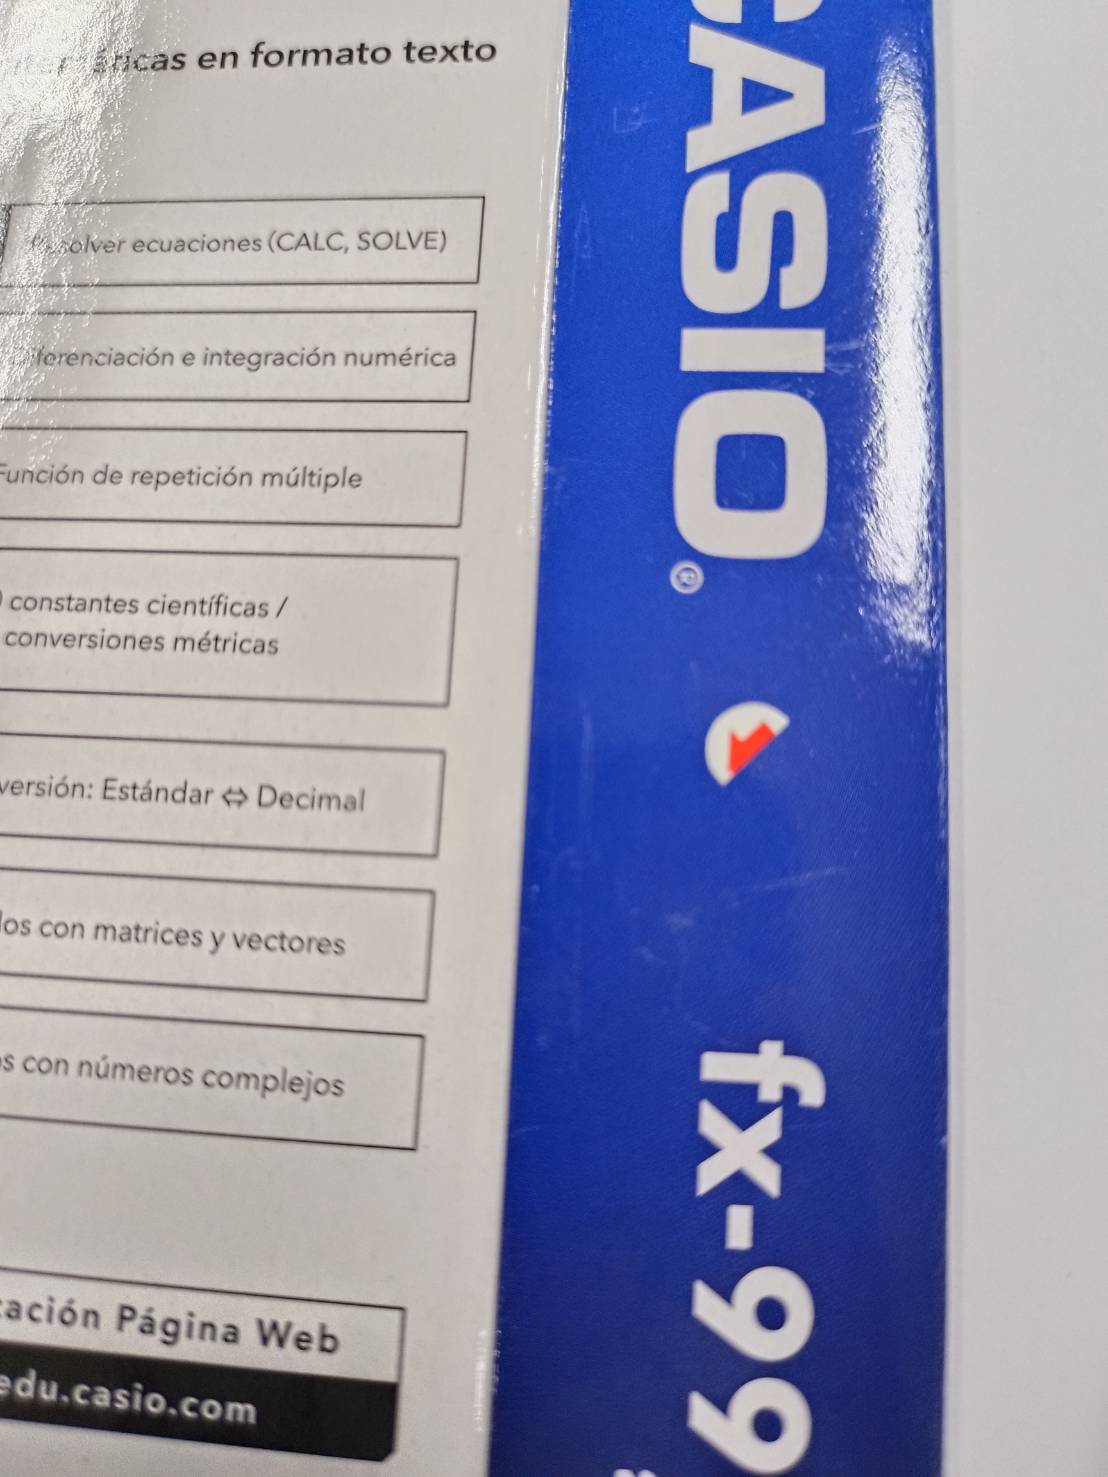 en formato texto
ecuaciones (CALC, SOLVE)
e integración numérica
Función de repetición múltiple
constantes científicas /
conversiones métricas
versión: Estándar ⇔ Decimal
los con matrices y vectores
s con números complejos
ación Página Web
edu.casio.com
CASIO® fx-99